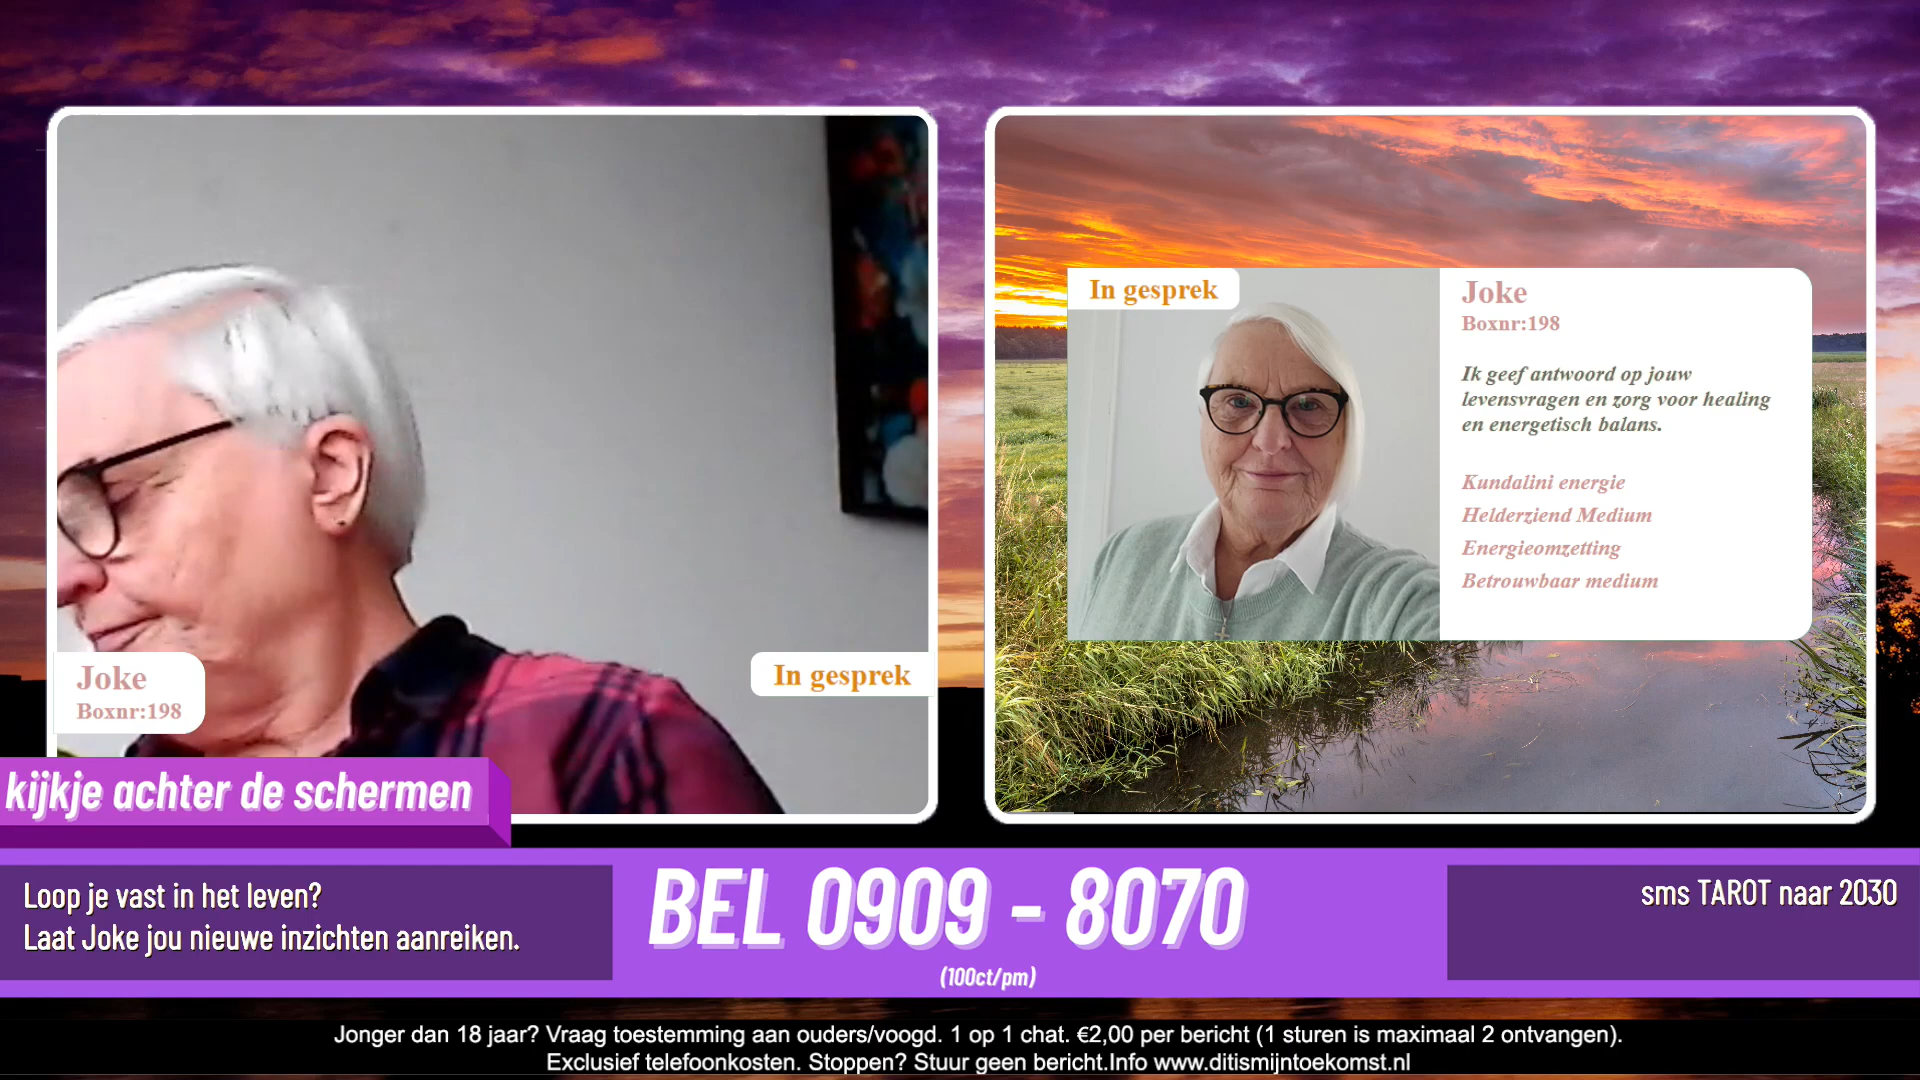 Joke
Boxnr:198
In gesprek
In gesprek
Joke
Boxnr:198
Ik geef antwoord op jouw
levensvragen en zorg voor healing
en energetisch balans.
Kundalini energie
Helderziend Medium
Energieomzetting
Betrouwbaar medium
kijkje achter de schermen
Loop je vast in het leven?
Laat Joke jou nieuwe inzichten aanreiken.
BEL 0909 - 8070
(100ct/pm)
sms TAROT naar 2030
Jonger dan 18 jaar? Vraag toestemming aan ouders/voogd. 1 op 1 chat. €2,00 per bericht (1 sturen is maximaal 2 ontvangen).
Exclusief telefoonkosten. Stoppen? Stuur geen bericht.Info www.ditismijntoekomst.nl